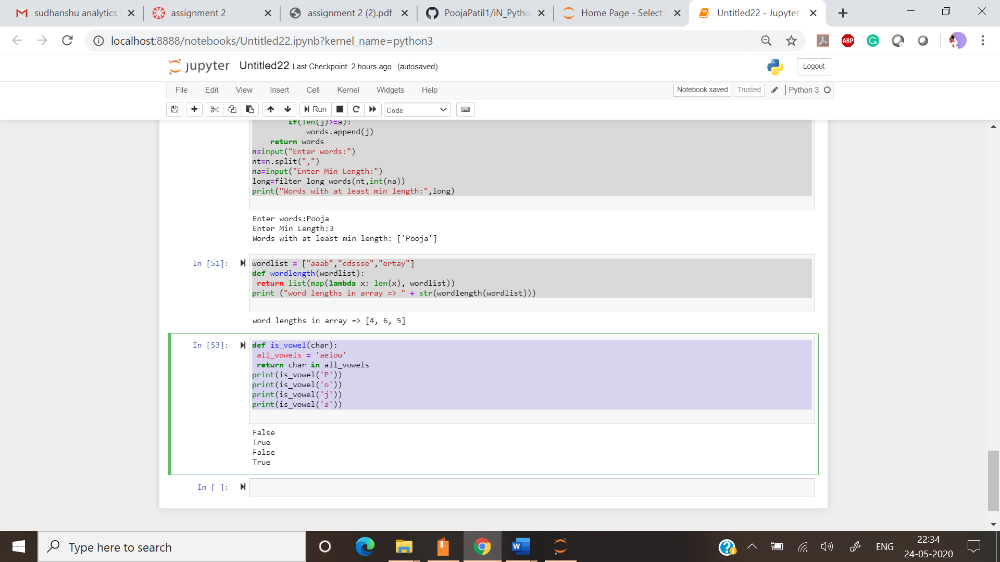 sudhanshu analytics
assignment 2
assignment 2 (2).pdf
PoojaPatil1/iN_Pytho
Home Page - Select
Untitled22 - Jupyter
localhost:8888/notebooks/Untitled22.ipynb?kernel_name=python3
ABP
jupyter Untitled22 Last Checkpoint: 2 hours ago (autosaved)
Logout
File Edit View Insert Cell Kernel Widgets Help
Notebook saved Trusted Python 3
Run Code
if(len(j)>=a):
words.append(j)
return words
n=input("Enter words:")
nt=n.split(",")
na=input("Enter Min Length:")
long=filter_long_words(nt,int(na))
print("Words with at least min length:",long)
Enter words:Pooja
Enter Min Length:3
Words with at least min length: ['Pooja']
In [51]:
wordlist = ["aaab","cdssse","ertay"]
def wordlength(wordlist):
return list(map(lambda x: len(x), wordlist))
print ("word lengths in array => " + str(wordlength(wordlist)))
word lengths in array => [4, 6, 5]
In [53]:
def is_vowel(char):
all_vowels = 'aeiou'
return char in all_vowels
print(is_vowel('P'))
print(is_vowel('o'))
print(is_vowel('j'))
print(is_vowel('a'))
False
True
False
True
In [ ]:
Type here to search
ENG
22:34
24-05-2020